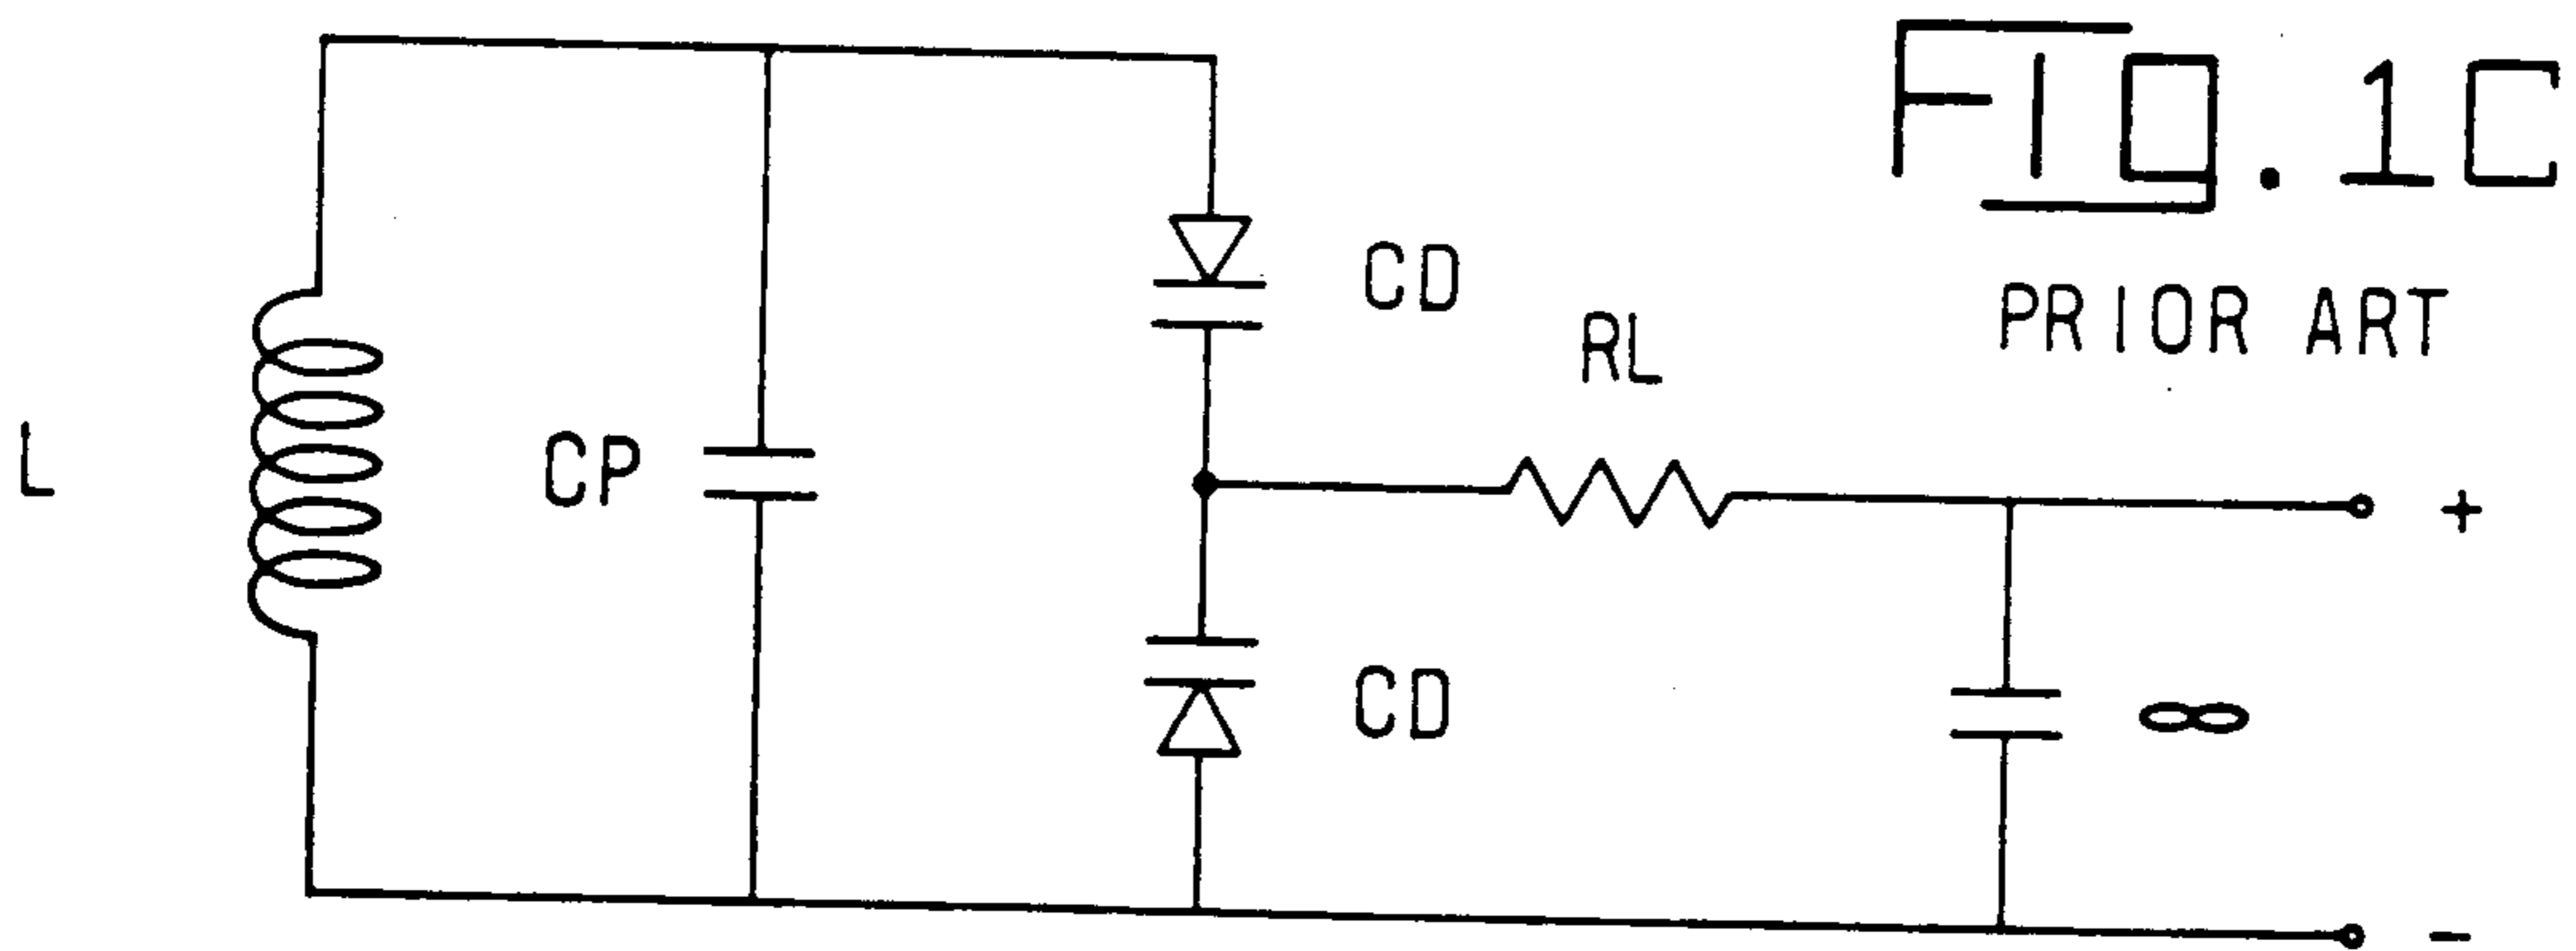 FIG. 1C
PRIOR ART
CD
RL
L
CP
+
CD
∞
-